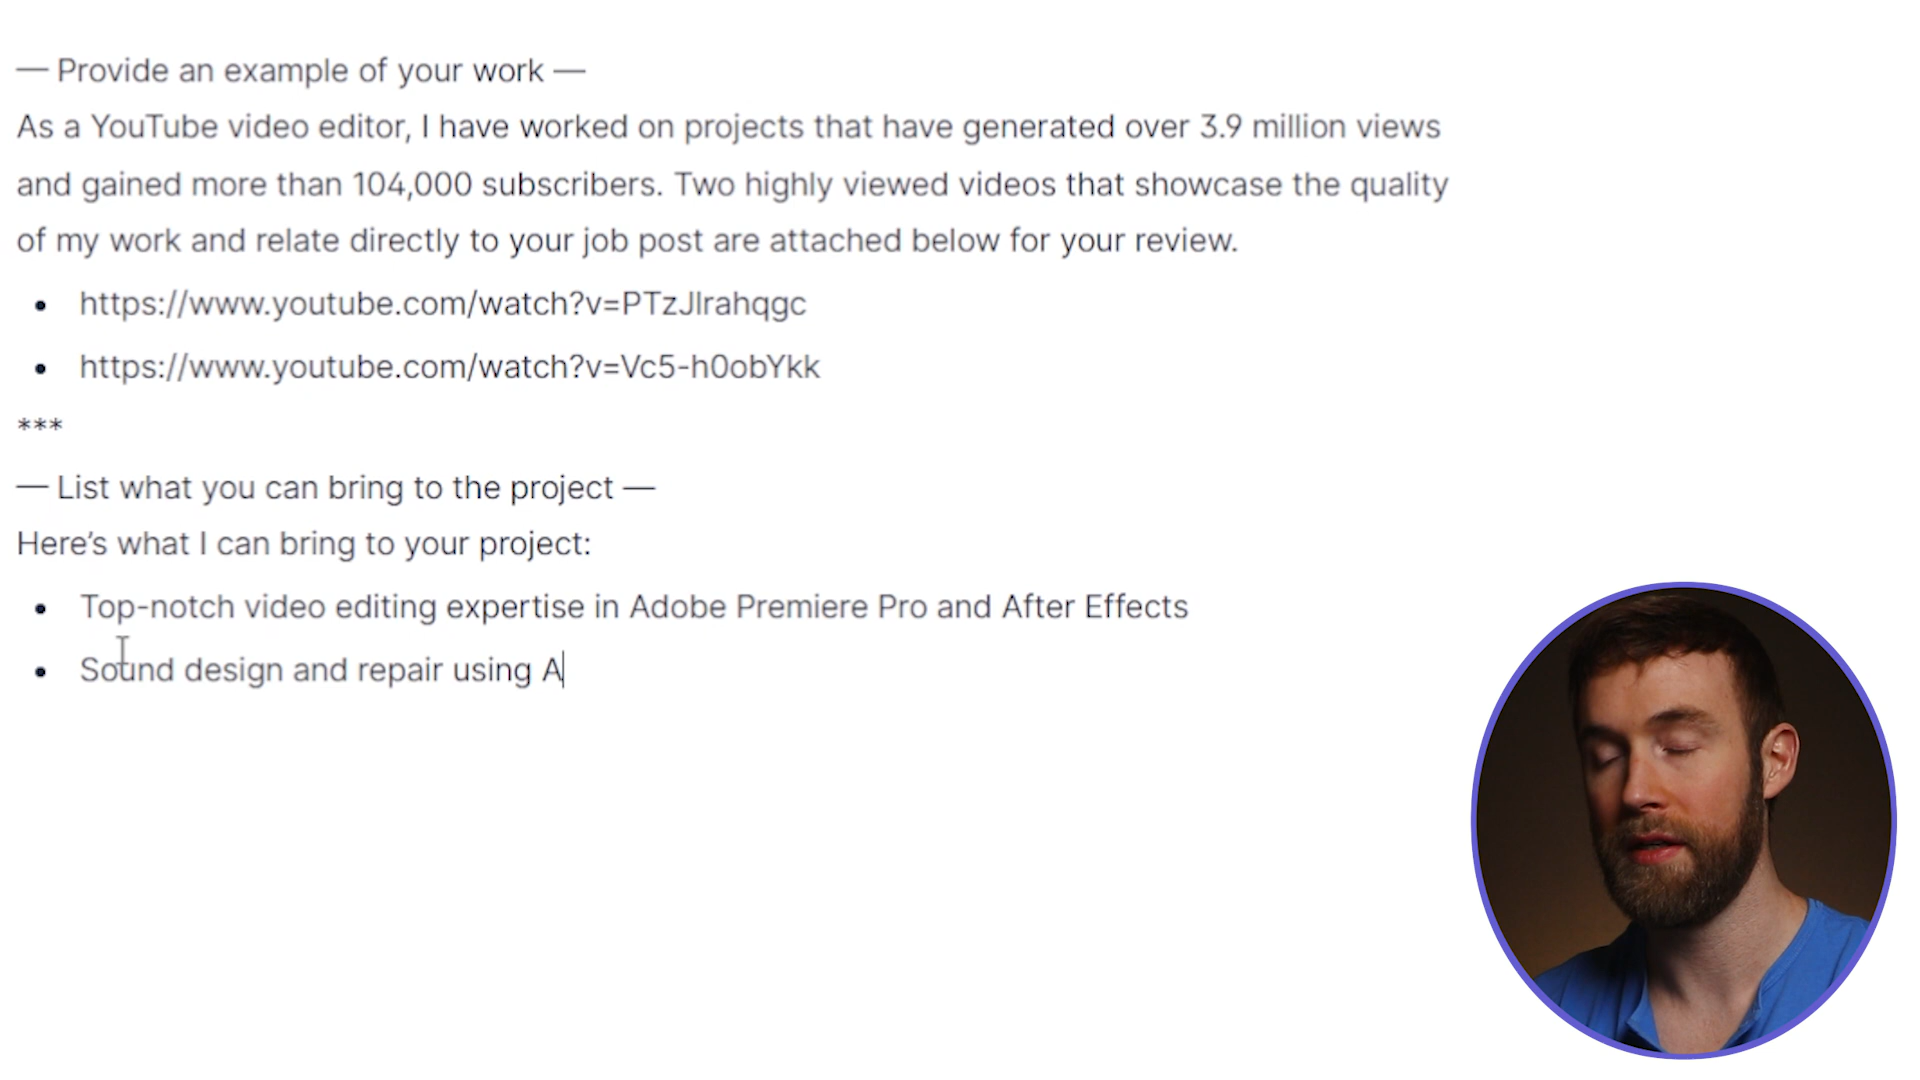 — Provide an example of your work —
As a YouTube video editor, I have worked on projects that have generated over 3.9 million views
and gained more than 104,000 subscribers. Two highly viewed videos that showcase the quality
of my work and relate directly to your job post are attached below for your review.
• https://www.youtube.com/watch?v=PTzJlrahqgc
• https://www.youtube.com/watch?v=Vc5-h0obYkk
***
— List what you can bring to the project —
Here’s what I can bring to your project:
• Top-notch video editing expertise in Adobe Premiere Pro and After Effects
• Sound design and repair using A